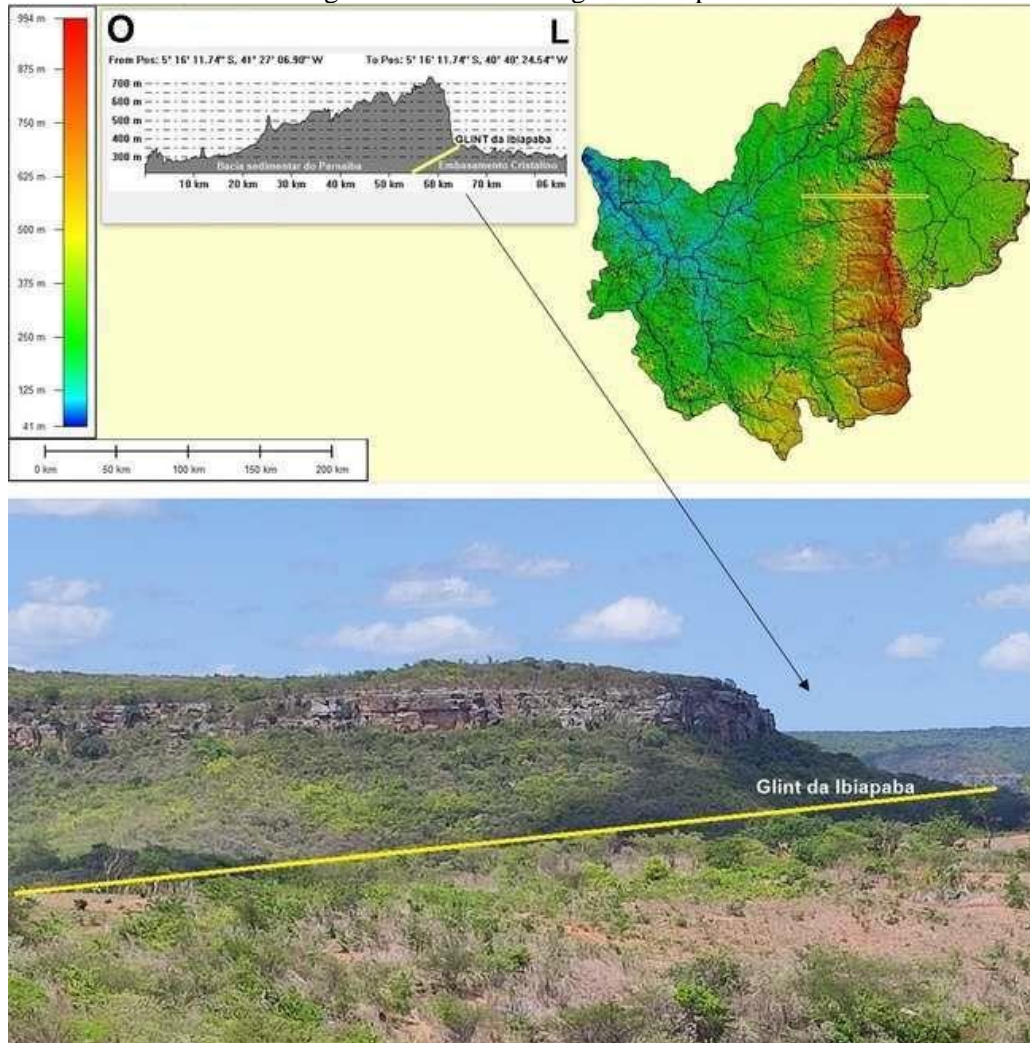 994 m
875 m
750 m
625 m
500 m
375 m
250 m
125 m
41 m
O
L
From Pos: 5° 16' 11.74" S, 41° 27' 06.90" W
To Pos: 5° 16' 11.74" S, 40° 40' 24.54" W
700 m
600 m
500 m
400 m
300 m
GLINT da Ibiapaba
Bacia sedimentar do Parnaíba
Embasamento Cristalino
10 km
20 km
30 km
40 km
50 km
60 km
70 km
86 km
0 km
50 km
100 km
150 km
200 km
Glint da Ibiapaba